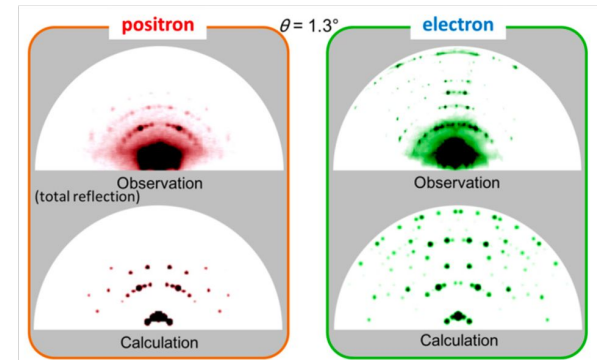 positron
θ = 1.3°
electron
Observation
(total reflection)
Observation
Calculation
Calculation